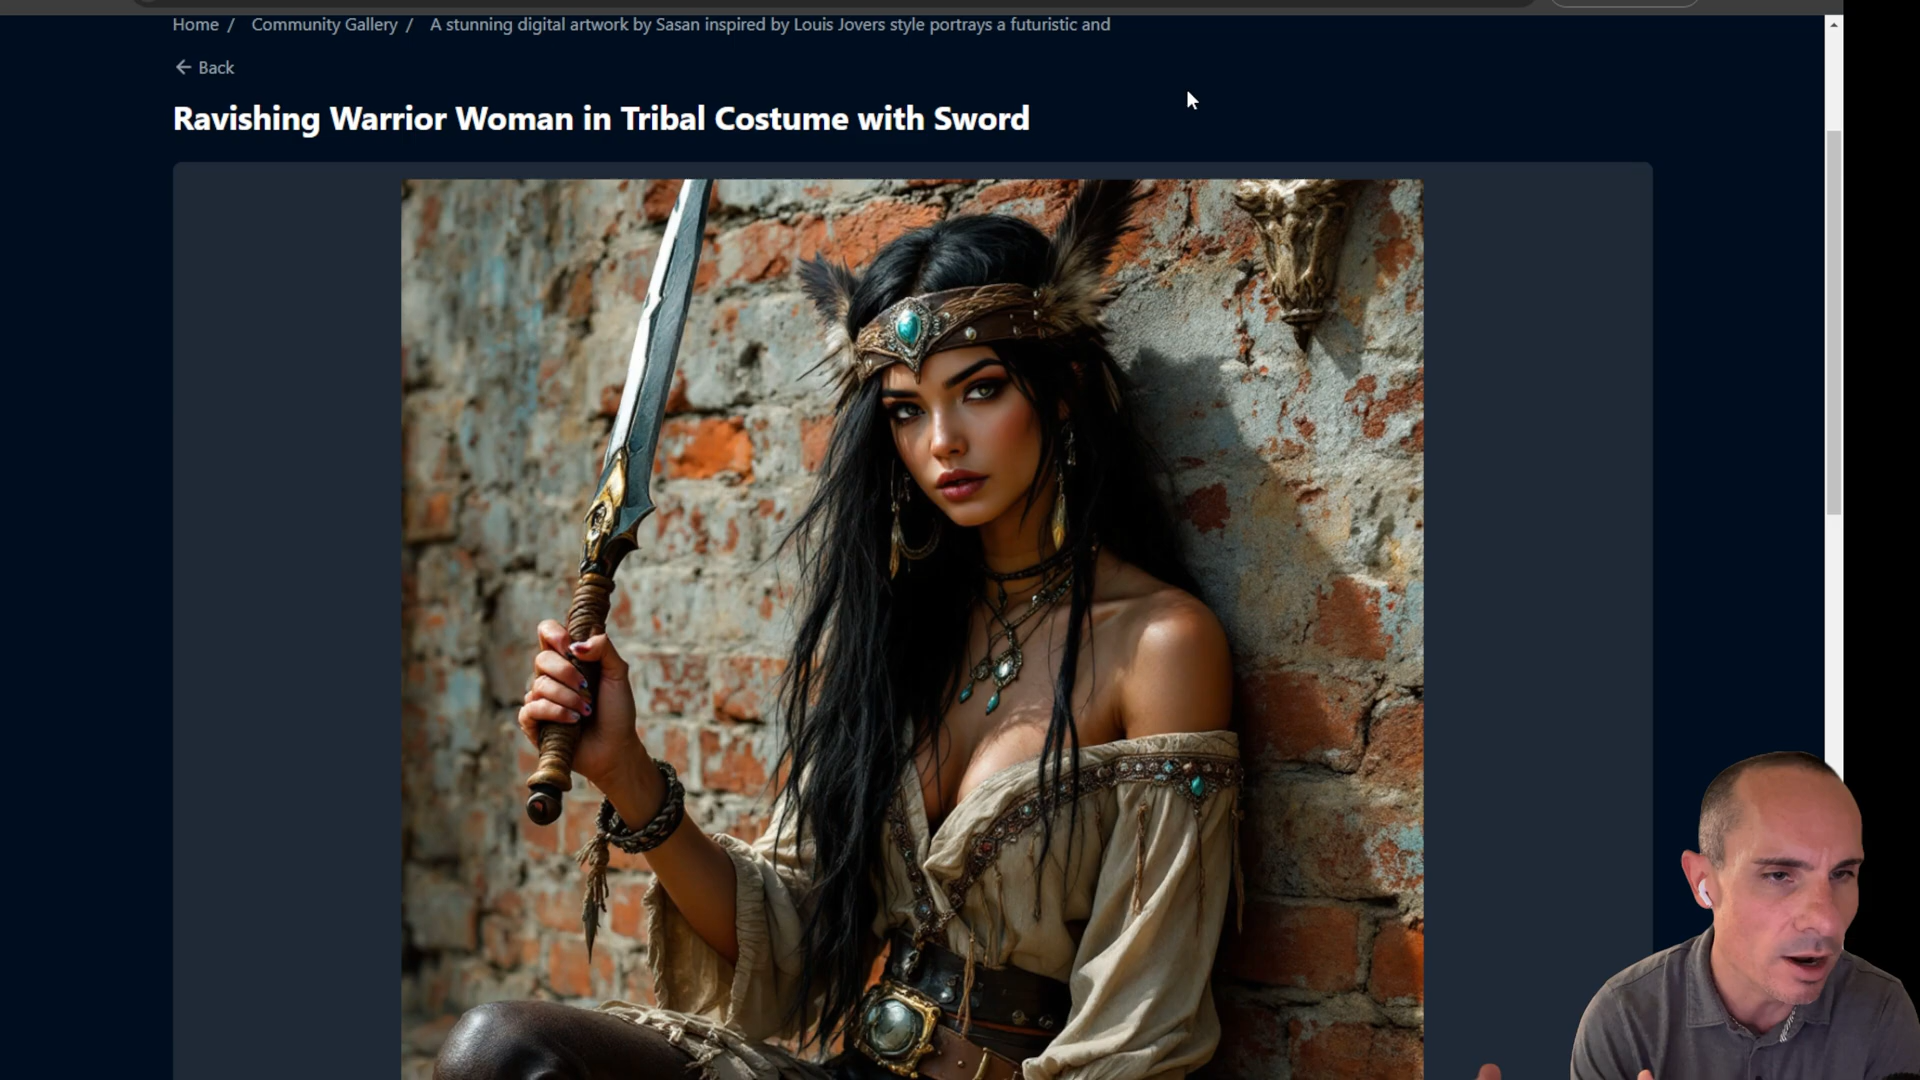 Home / Community Gallery / A stunning digital artwork by Sasan inspired by Louis Jovers style portrays a futuristic and
← Back
Ravishing Warrior Woman in Tribal Costume with Sword